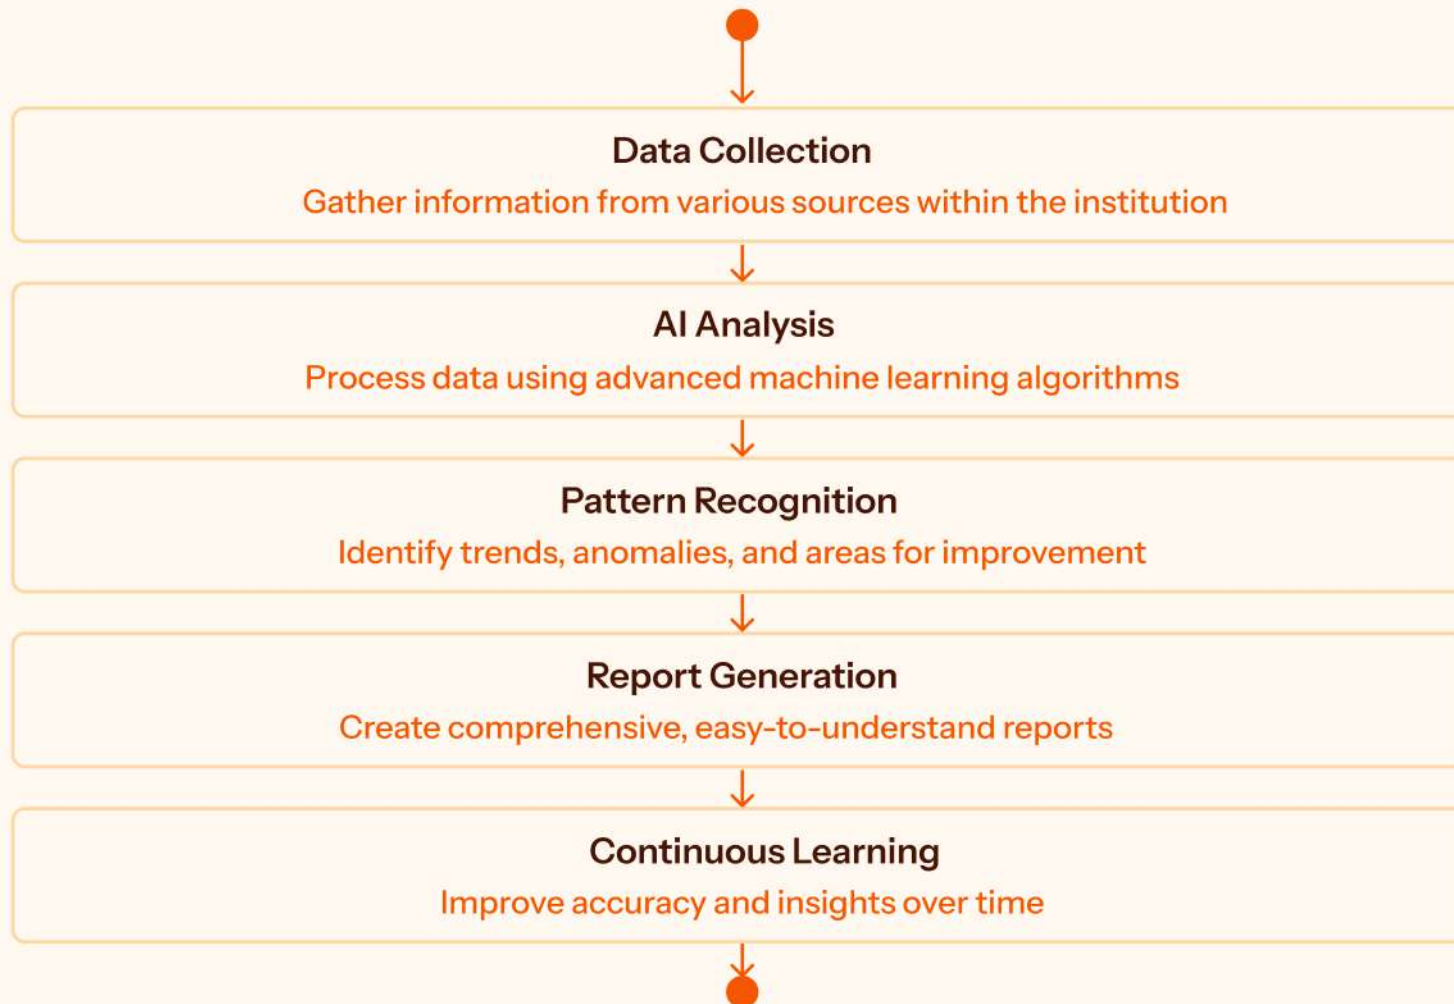 Data Collection
Gather information from various sources within the institution
AI Analysis
Process data using advanced machine learning algorithms
Pattern Recognition
Identify trends, anomalies, and areas for improvement
Report Generation
Create comprehensive, easy-to-understand reports
Continuous Learning
Improve accuracy and insights over time